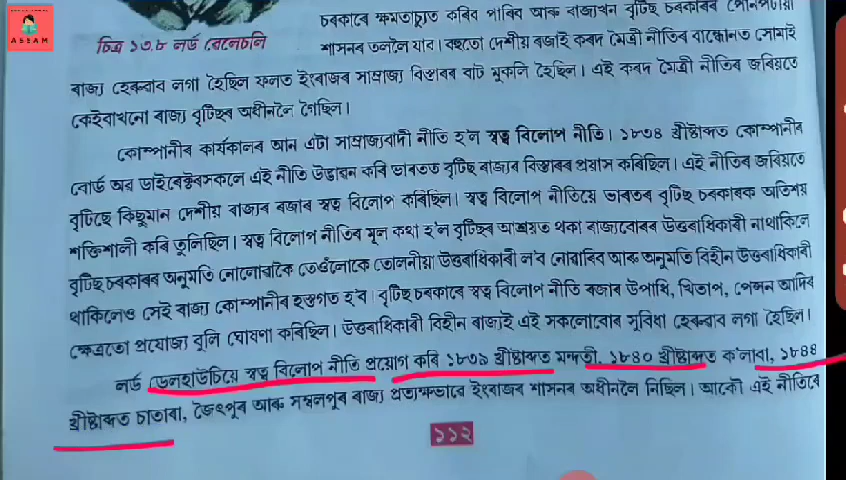 ASEAM
চৰকাৰে ক্ষমতাচ্যুত কৰিব পাৰিব আৰু ৰাজ্যখন বৃটিছ চৰকাৰৰ
চিত্ৰ ১৩.৮ লৰ্ড ৱেলেচলি
শাসনৰ তললৈ যাব। বহুতো দেশীয় ৰজাই কৰদ মৈত্ৰী নীতিৰ বান্ধোনত সোমাই
ৰাজ্য হেৰুৱাব লগা হৈছিল ফলত ইংৰাজৰ সাম্ৰাজ্য বিস্তাৰৰ বাট মুকলি হৈছিল। এই কৰদ মৈত্ৰী নীতিৰ জৰিয়তে
কেইবাখনো ৰাজ্য বৃটিছৰ অধীনলৈ গৈছিল।
কোম্পানীৰ কাৰ্যকালৰ আন এটা সাম্ৰাজ্যবাদী নীতি হ'ল স্বত্ব বিলোপ নীতি। ১৮৩৪ খ্ৰীষ্টাব্দত কোম্পানীৰ
বোৰ্ড অৱ ডাইৰেক্টৰসকলে এই নীতি উদ্ভাৱন কৰি ভাৰতত বৃটিছ ৰাজ্যৰ বিস্তাৰৰ প্ৰয়াস কৰিছিল। এই নীতিৰ জৰিয়তে
বৃটিছে কিছুমান দেশীয় ৰাজ্যৰ ৰজাৰ স্বত্ব বিলোপ কৰিছিল। স্বত্ব বিলোপ নীতিয়ে ভাৰতৰ বৃটিছ চৰকাৰক অতিশয়
শক্তিশালী কৰি তুলিছিল। স্বত্ব বিলোপ নীতিৰ মূল কথা হ'ল বৃটিছৰ আশ্ৰয়ত থকা ৰাজ্যবোৰৰ উত্তৰাধিকাৰী নাথাকিলে
বৃটিছ চৰকাৰৰ অনুমতি নোলোৱাকৈ তেওঁলোকে তোলনীয়া উত্তৰাধিকাৰী ল'ব নোৱাৰিব আৰু অনুমতি বিহীন উত্তৰাধিকাৰী
থাকিলেও সেই ৰাজ্য কোম্পানীৰ হস্তগত হ'ব। বৃটিছ চৰকাৰে স্বত্ব বিলোপ নীতি ৰজাৰ উপাধি, খিতাপ, পেন্সন আদিৰ
ক্ষেত্ৰতো প্ৰযোজ্য বুলি ঘোষণা কৰিছিল। উত্তৰাধিকাৰী বিহীন ৰাজ্যই এই সকলোবোৰ সুবিধা হেৰুৱাব লগা হৈছিল।
লৰ্ড ডেলহাউচিয়ে স্বত্ব বিলোপ নীতি প্ৰয়োগ কৰি ১৮৩৯ খ্ৰীষ্টাব্দত মন্দভী, ১৮৪০ খ্ৰীষ্টাব্দত ক'লাবা, ১৮৪৪
খ্ৰীষ্টাব্দত চাতাৰা, জৈৎপুৰ আৰু সম্বলপুৰ ৰাজ্য প্ৰত্যক্ষভাৱে ইংৰাজৰ শাসনৰ অধীনলৈ নিছিল। আকৌ এই নীতিৰে
১১২